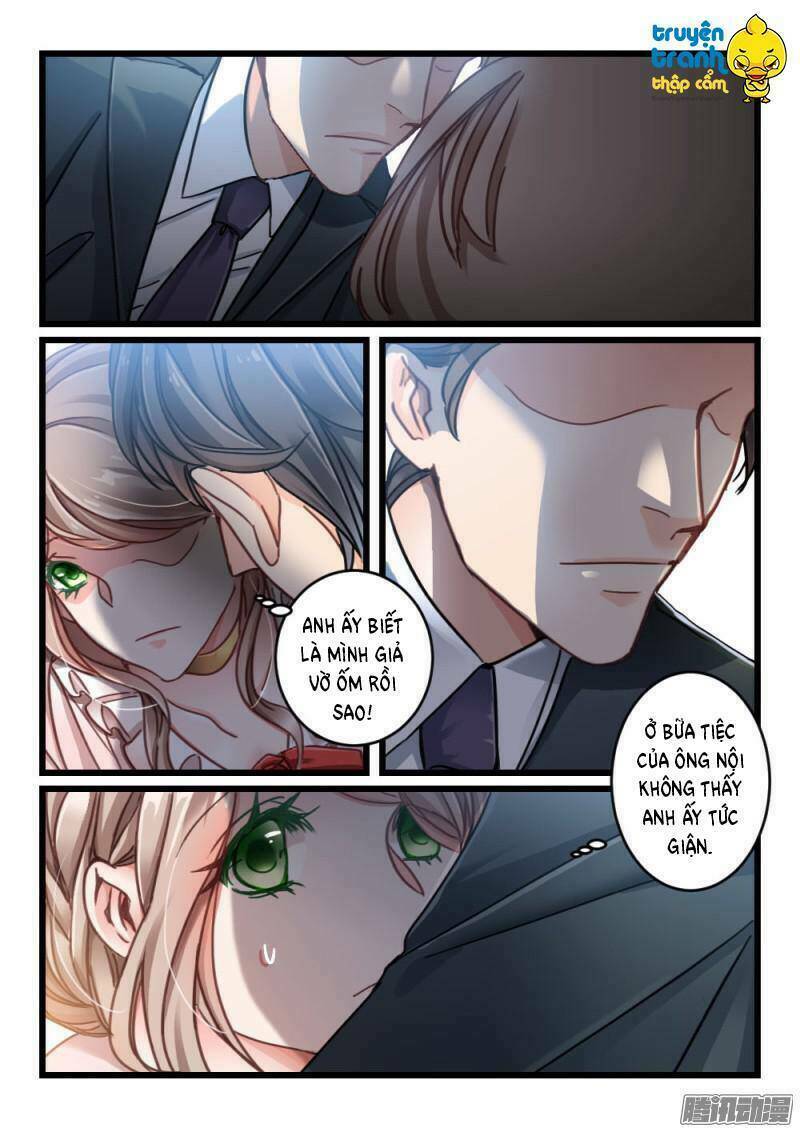 truyện
tranh
thập cẩm
ANH ẤY BIẾT
LÀ MÌNH GIẢ
VỜ ỐM RỒI
SAO!
Ở BỮA TIỆC
CỦA ÔNG NỘI
KHÔNG THẤY
ANH ẤY TỨC
GIẬN.
腾讯动漫